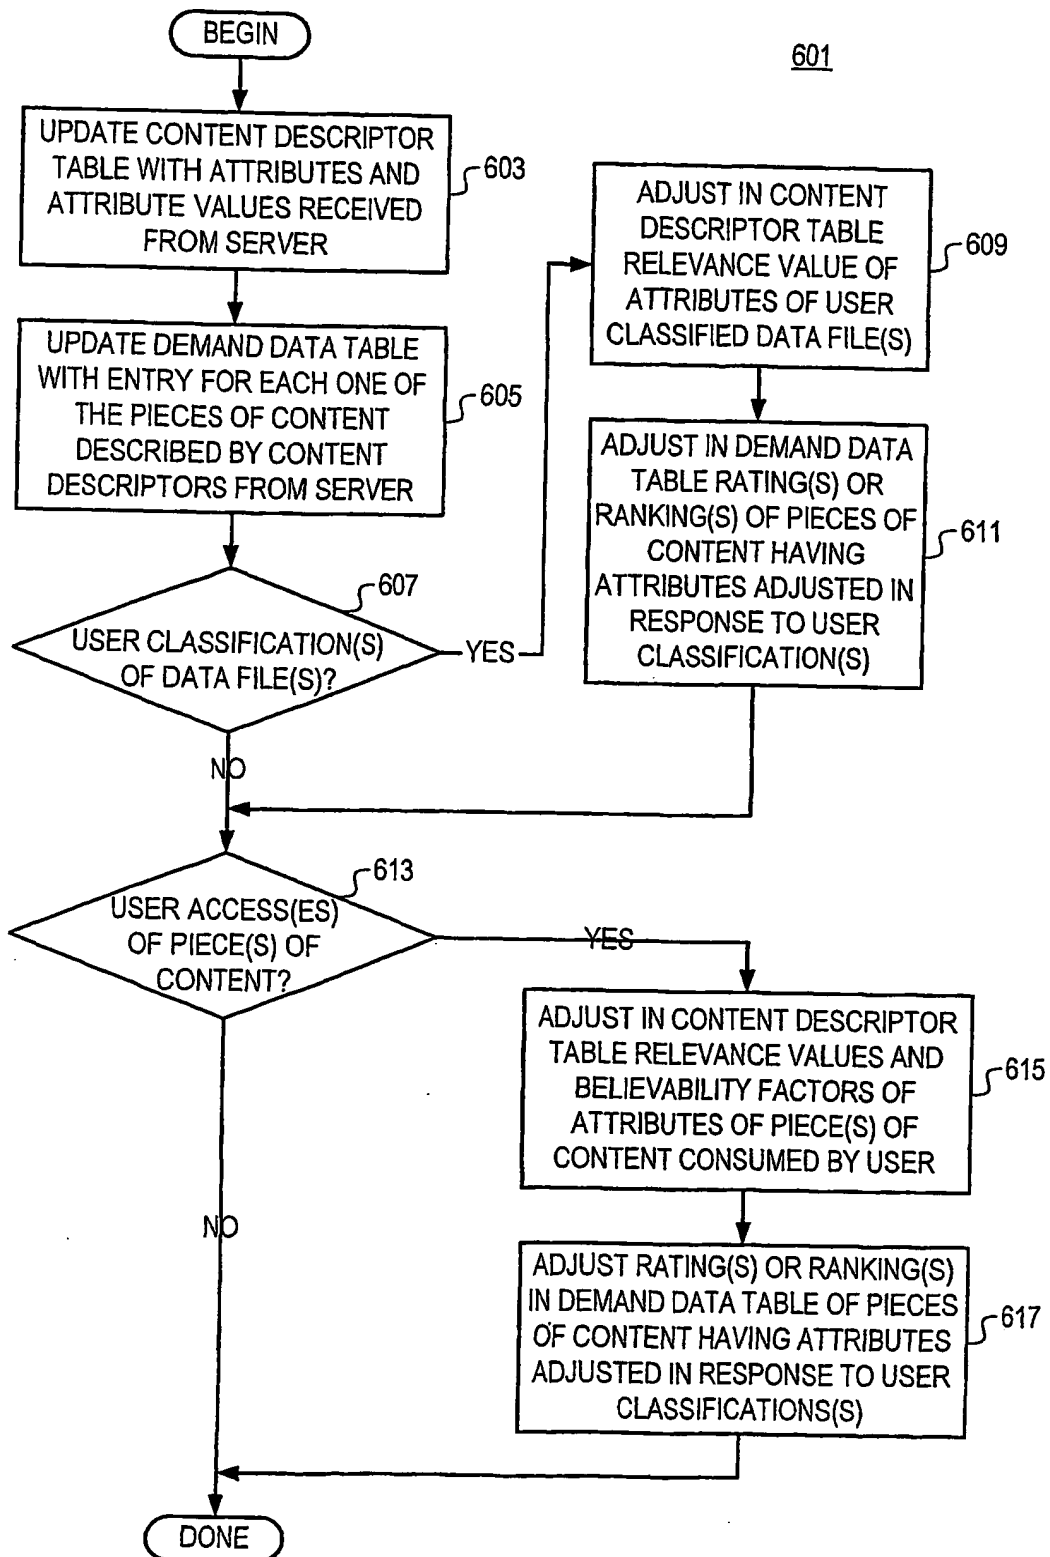 BEGIN
601
UPDATE CONTENT DESCRIPTOR
TABLE WITH ATTRIBUTES AND
ATTRIBUTE VALUES RECEIVED
FROM SERVER
603
UPDATE DEMAND DATA TABLE
WITH ENTRY FOR EACH ONE OF
THE PIECES OF CONTENT
DESCRIBED BY CONTENT
DESCRIPTORS FROM SERVER
605
USER CLASSIFICATION(S)
OF DATA FILE(S)?
607
YES
NO
ADJUST IN CONTENT
DESCRIPTOR TABLE
RELEVANCE VALUE OF
ATTRIBUTES OF USER
CLASSIFIED DATA FILE(S)
609
ADJUST IN DEMAND DATA
TABLE RATING(S) OR
RANKING(S) OF PIECES OF
CONTENT HAVING
ATTRIBUTES ADJUSTED IN
RESPONSE TO USER
CLASSIFICATION(S)
611
USER ACCESS(ES)
OF PIECE(S) OF
CONTENT?
613
YES
NO
ADJUST IN CONTENT DESCRIPTOR
TABLE RELEVANCE VALUES AND
BELIEVABILITY FACTORS OF
ATTRIBUTES OF PIECE(S) OF
CONTENT CONSUMED BY USER
615
ADJUST RATING(S) OR RANKING(S)
IN DEMAND DATA TABLE OF PIECES
OF CONTENT HAVING ATTRIBUTES
ADJUSTED IN RESPONSE TO USER
CLASSIFICATIONS(S)
617
DONE